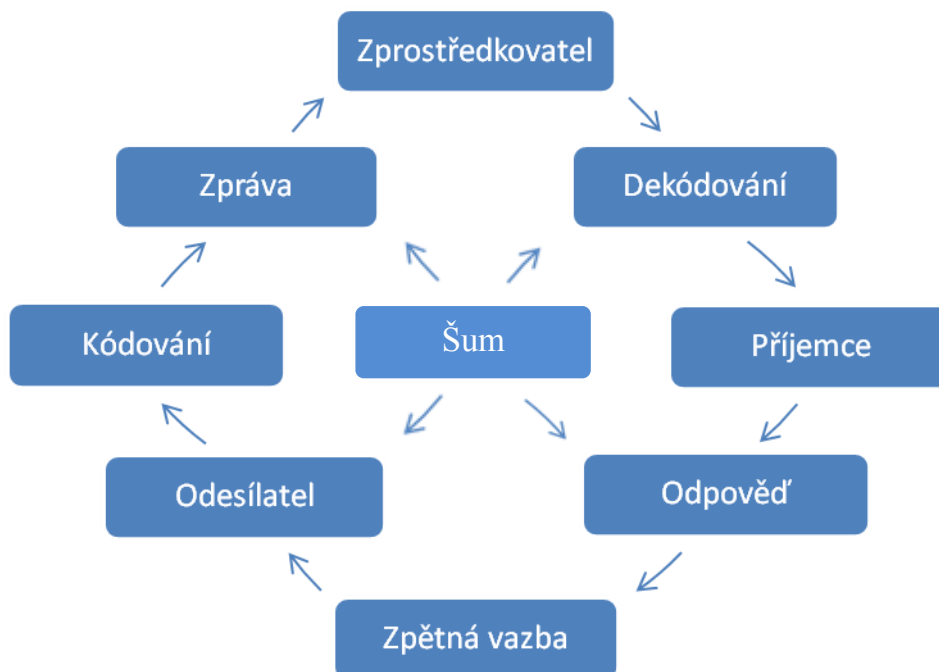 Zprostředkovatel
Zpráva
Dekódování
Kódování
Šum
Příjemce
Odesílatel
Odpověď
Zpětná vazba